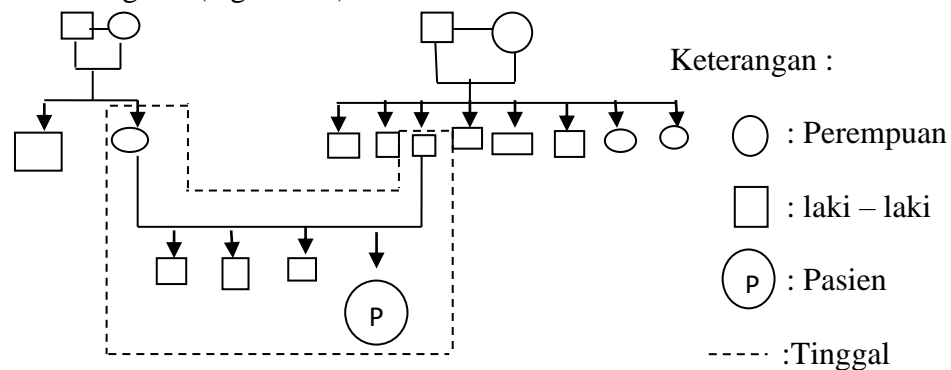 Keterangan :
: Perempuan
: laki – laki
P : Pasien
P
:Tinggal